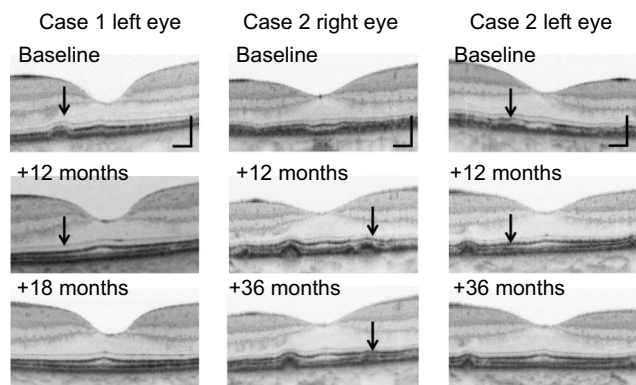 Case 1 left eye
Case 2 right eye
Case 2 left eye
Baseline
Baseline
Baseline
+12 months
+12 months
+12 months
+18 months
+36 months
+36 months